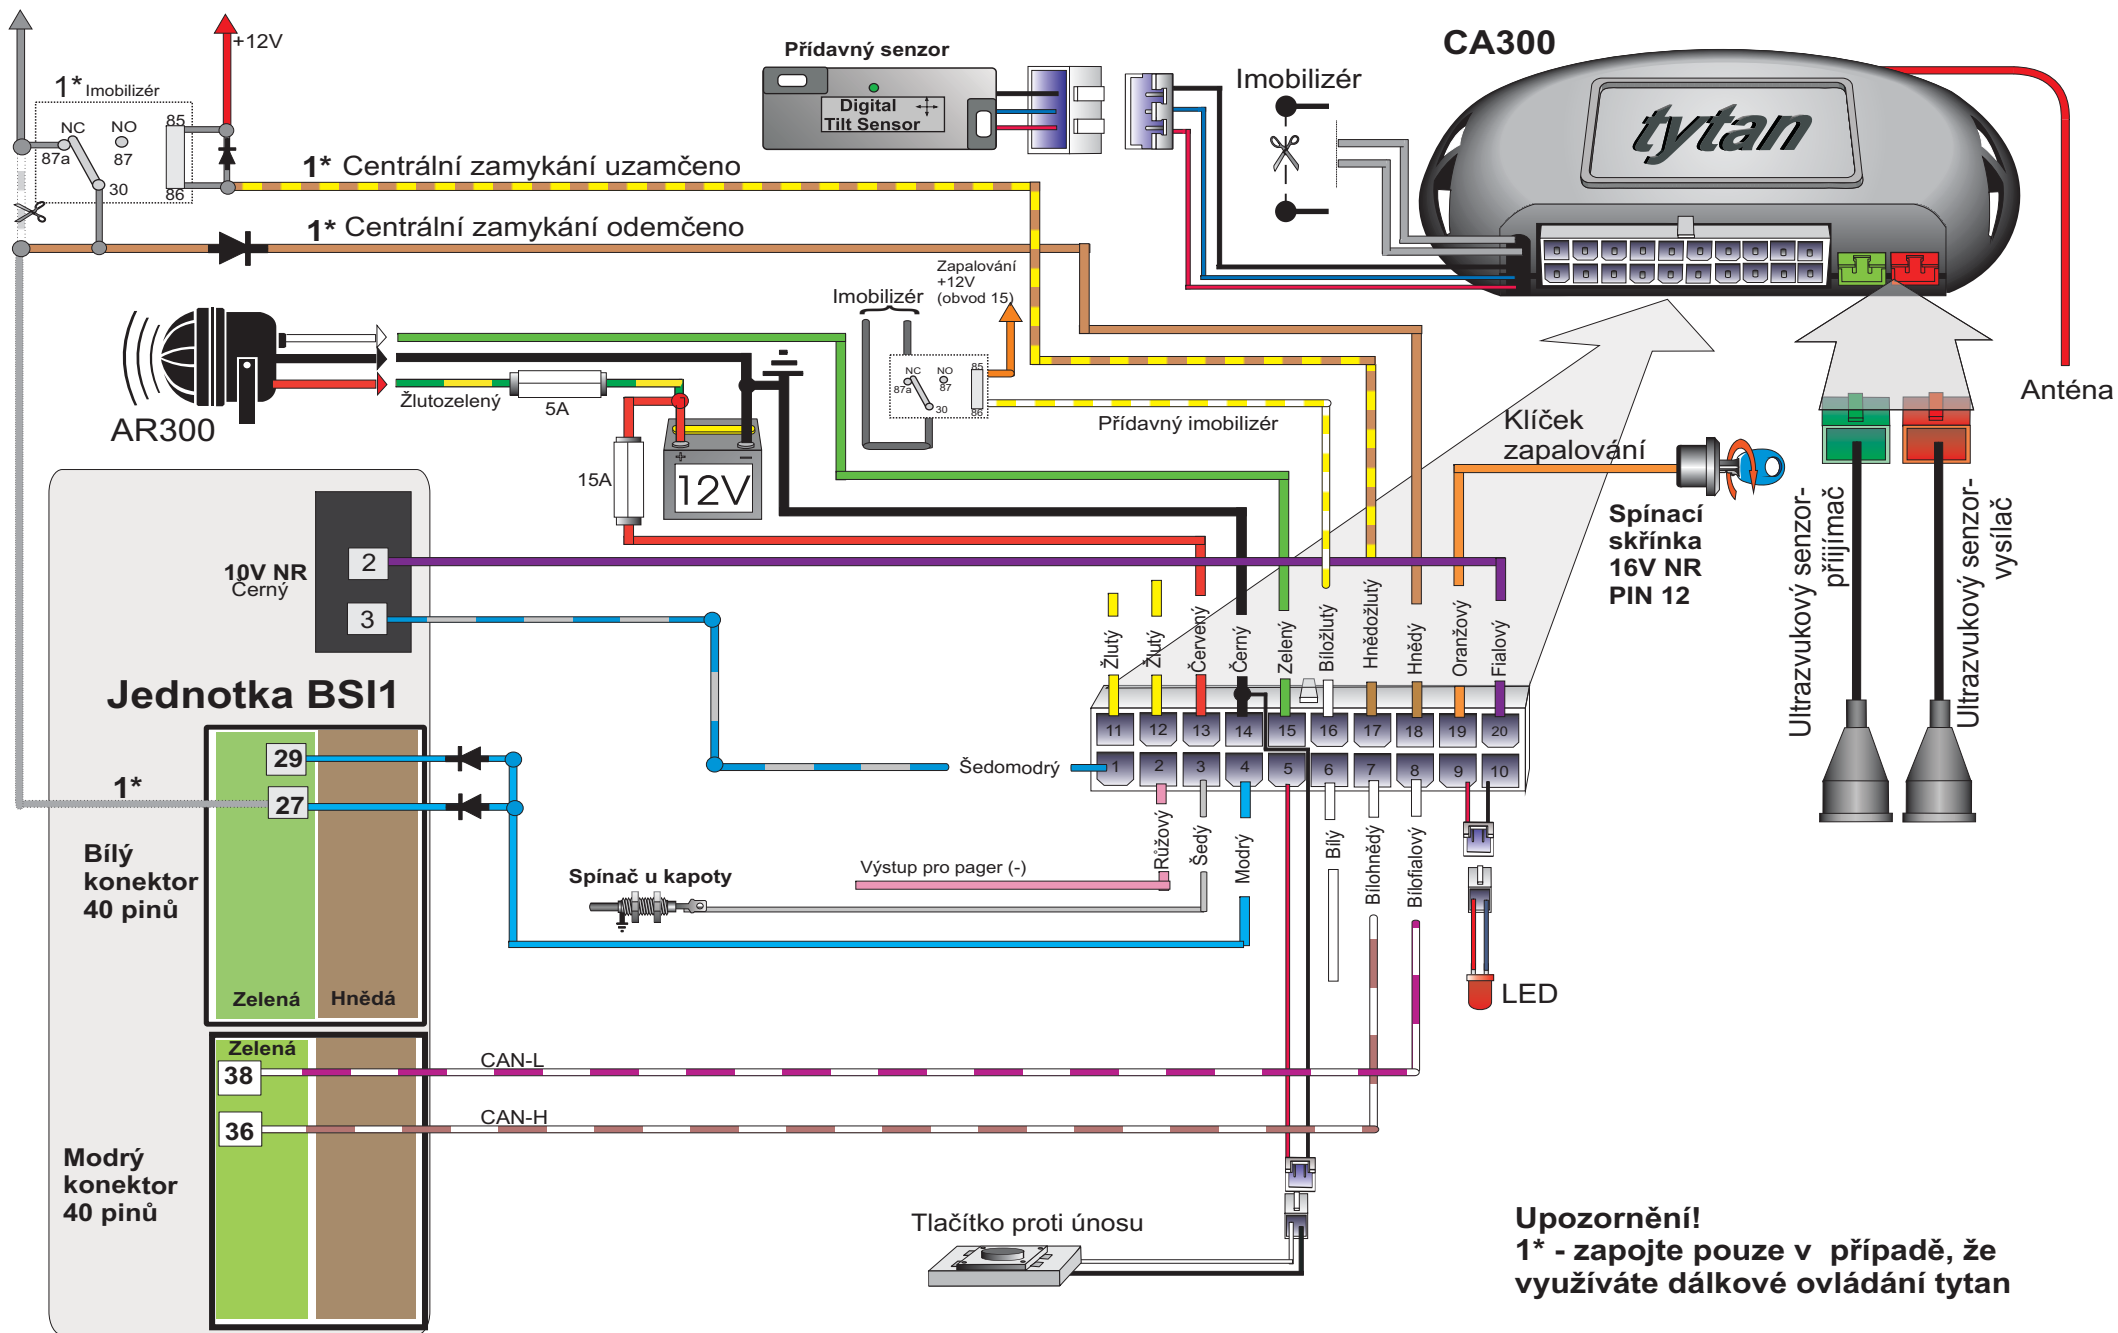 +12V
1* Imobilizér
NC
NO
85
87a
87
30
86
1* Centrální zamykání uzamčeno
1* Centrální zamykání odemčeno
Přídavný senzor
Digital
Tilt Sensor
Imobilizér
CA300
tytan
Anténa
AR300
Žlutozelený
5A
15A
+
−
12V
Imobilizér
Zapalování
+12V
(obvod 15)
NC
NO
85
87a
87
30
86
Přídavný imobilizér
Klíček
zapalování
Spínací
skřínka
16V NR
PIN 12
Ultrazvukový senzor-
příijímač
Ultrazvukový senzor-
vysílač
10V NR
Černý
2
3
Jednotka BSI1
29
27
1*
Bílý
konektor
40 pinů
Zelená
Hnědá
Zelená
38
36
Modrý
konektor
40 pinů
CAN-L
CAN-H
Žlutý
Žlutý
Červený
Černý
Zelený
Bíložlutý
Hnědožlutý
Hnědý
Oranžový
Fialový
11
12
13
14
15
16
17
18
19
20
Šedomodrý
1
2
3
4
5
6
7
8
9
10
Růžový
Šedý
Modrý
Bílý
Bílohnědý
Bílofialový
Výstup pro pager (-)
Spínač u kapoty
LED
Tlačítko proti únosu
Upozornění!
1* - zapojte pouze v případě, že
využíváte dálkové ovládání tytan